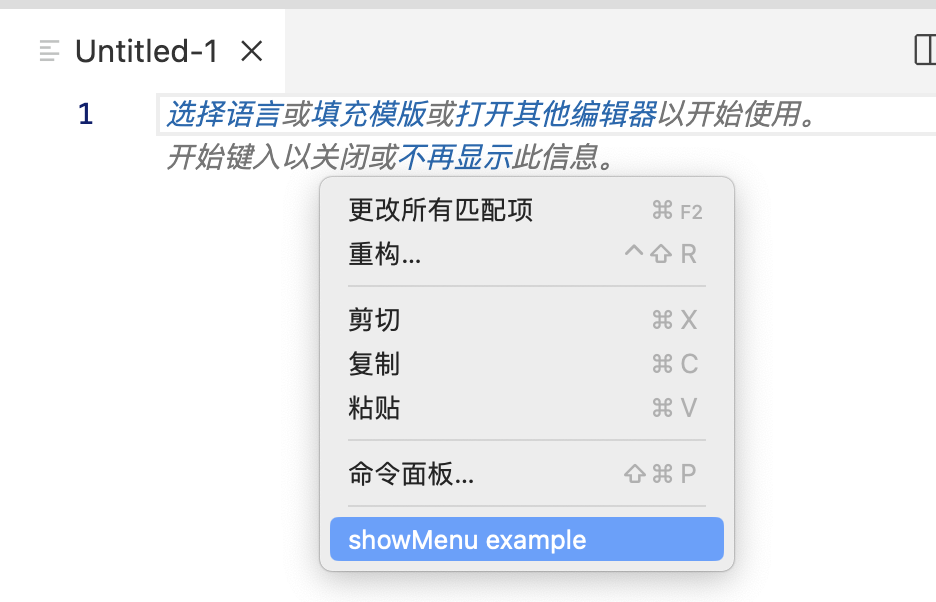 Untitled-1
1
选择语言或填充模版或打开其他编辑器以开始使用。
开始键入以关闭或不再显示此信息。
更改所有匹配项 ⌘ F2
重构... ^⇧ R
剪切 ⌘ X
复制 ⌘ C
粘贴 ⌘ V
命令面板... ⇧⌘ P
showMenu example